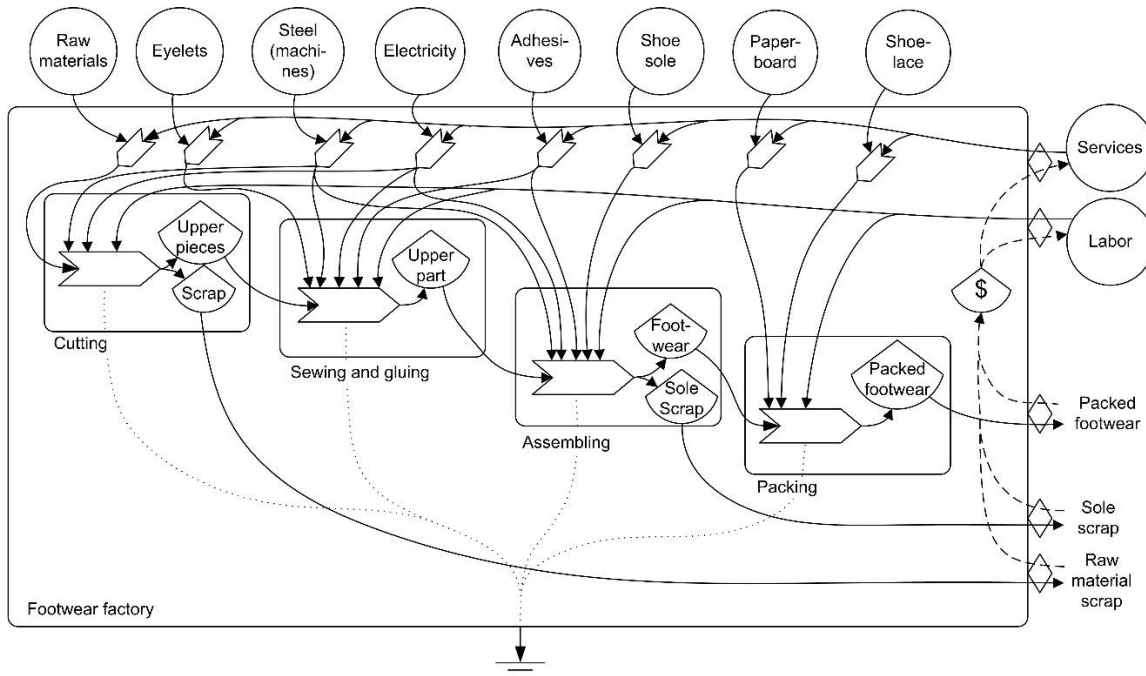 Raw
materials
Eyelets
Steel
(machi-
nes)
Electricity
Adhesi-
ves
Shoe
sole
Paper-
board
Shoe-
lace
Services
Labor
Upper
pieces
Scrap
Cutting
Upper
part
Sewing and gluing
Foot-
wear
Sole
Scrap
Assembling
Packed
footwear
Packing
$
Packed
footwear
Sole
scrap
Raw
material
scrap
Footwear factory